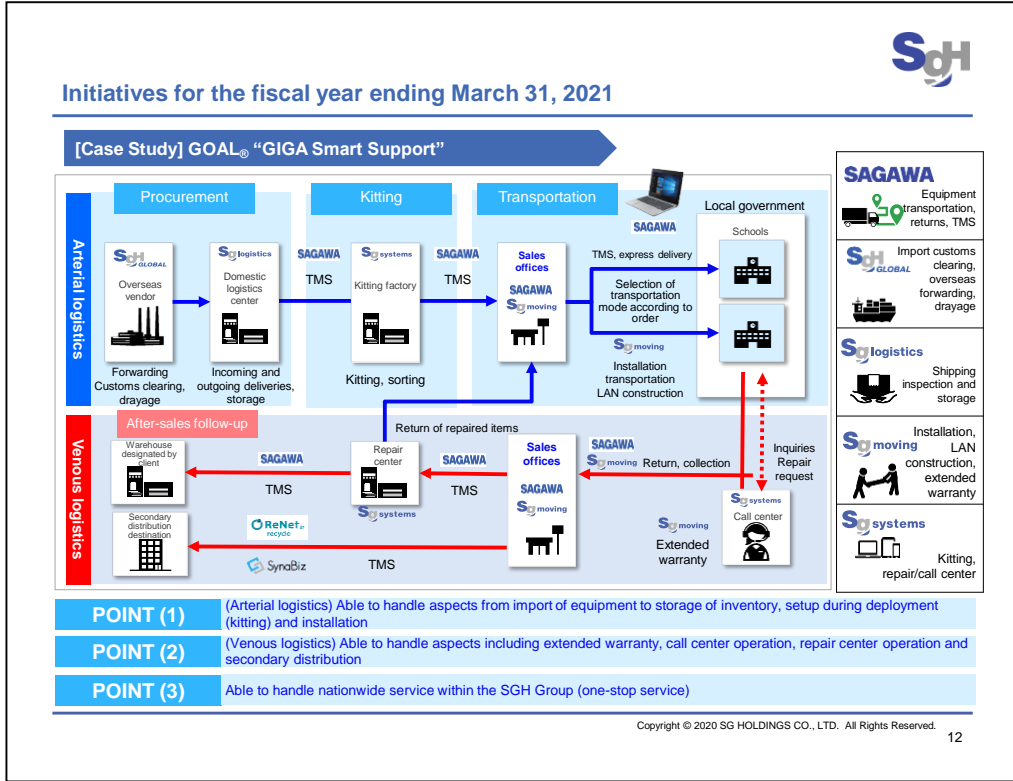 SgH
Initiatives for the fiscal year ending March 31, 2021
[Case Study] GOAL® “GIGA Smart Support”
Procurement
Kitting
Transportation
Arterial logistics
SgH GLOBAL
Overseas
vendor
Forwarding
Customs clearing,
drayage
Sg logistics
Domestic
logistics
center
Incoming and
outgoing deliveries,
storage
SAGAWA
TMS
Sg systems
Kitting factory
Kitting, sorting
SAGAWA
TMS
Sales
offices
SAGAWA
Sg moving
SAGAWA
TMS, express delivery
Selection of
transportation
mode according to
order
Sg moving
Installation
transportation
LAN construction
Local government
Schools
Venous logistics
After-sales follow-up
Warehouse
designated by
client
SAGAWA
TMS
Return of repaired items
Repair
center
Sg systems
SAGAWA
TMS
Sales
offices
SAGAWA
Sg moving
SAGAWA
Sg moving Return, collection
Inquiries
Repair
request
Sg systems
Call center
Sg moving
Extended
warranty
Secondary
distribution
destination
ReNet
recycle
SynaBiz
TMS
SAGAWA
Equipment
transportation,
returns, TMS
SgH GLOBAL
Import customs
clearing,
overseas
forwarding,
drayage
Sg logistics
Shipping
inspection and
storage
Sg moving
Installation,
LAN
construction,
extended
warranty
Sg systems
Kitting,
repair/call center
POINT (1)
(Arterial logistics) Able to handle aspects from import of equipment to storage of inventory, setup during deployment
(kitting) and installation
POINT (2)
(Venous logistics) Able to handle aspects including extended warranty, call center operation, repair center operation and
secondary distribution
POINT (3)
Able to handle nationwide service within the SGH Group (one-stop service)
Copyright © 2020 SG HOLDINGS CO., LTD. All Rights Reserved.
12